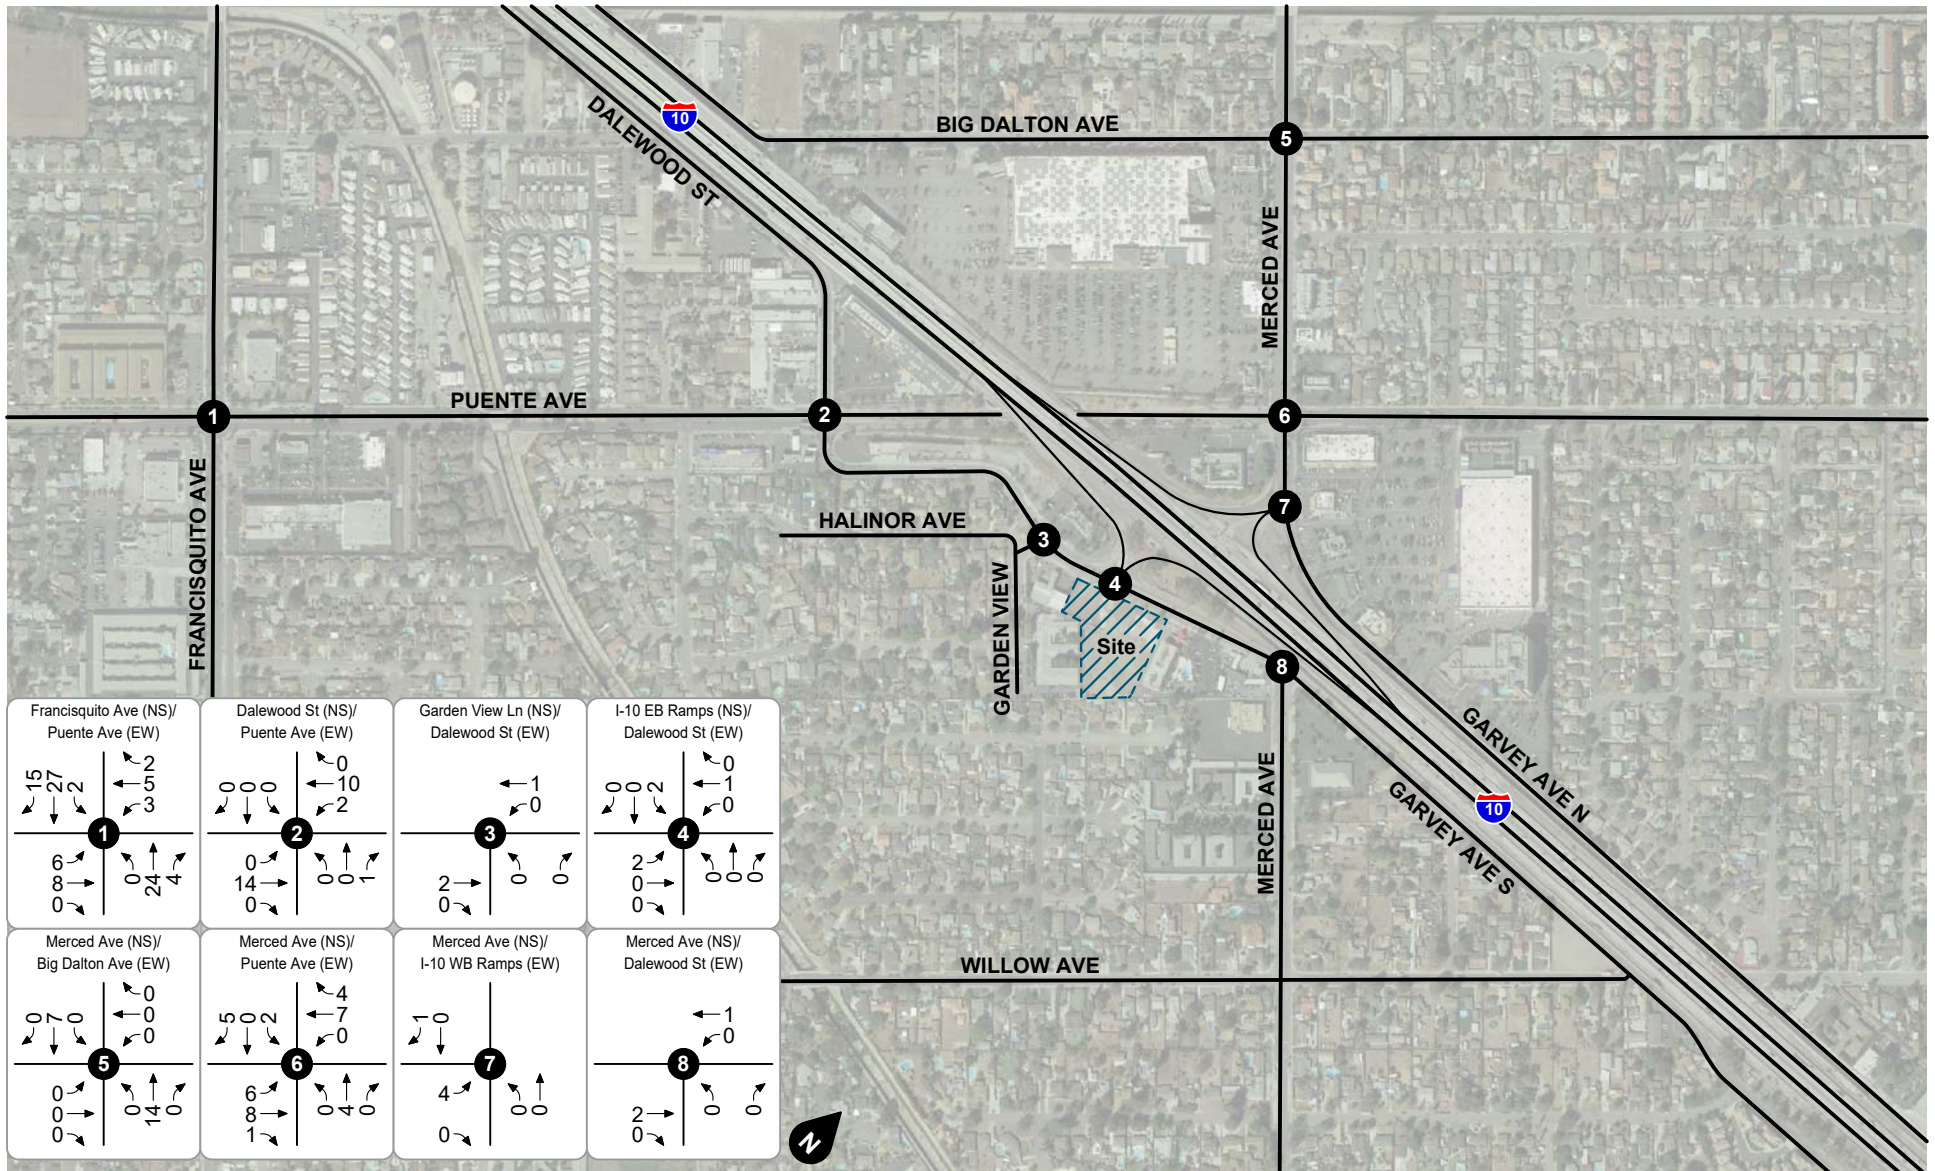 10
DALEWOOD ST
BIG DALTON AVE
5
MERCED AVE
PUENTE AVE
1
2
6
FRANCISQUITO AVE
7
HALINOR AVE
3
4
GARDEN VIEW
Site
8
GARVEY AVE N
10
GARVEY AVE S
MERCED AVE
WILLOW AVE
N
Francisquito Ave (NS)/
Puente Ave (EW)
15 27 2
2
5
3
1
6
8
0
0 24 4
Dalewood St (NS)/
Puente Ave (EW)
0 0 0
0
10
2
2
0
14
0
0 0 1
Garden View Ln (NS)/
Dalewood St (EW)
1
0
3
2
0
0 0
I-10 EB Ramps (NS)/
Dalewood St (EW)
0 0 2
0
1
0
4
2
0
0
0 0 0
Merced Ave (NS)/
Big Dalton Ave (EW)
0 7 0
0
0
0
5
0
0
0
0 14 0
Merced Ave (NS)/
Puente Ave (EW)
5 0 2
4
7
0
6
6
8
1
0 4 0
Merced Ave (NS)/
I-10 WB Ramps (EW)
1 0
7
4
0
0 0
Merced Ave (NS)/
Dalewood St (EW)
1
0
8
2
0
0 0